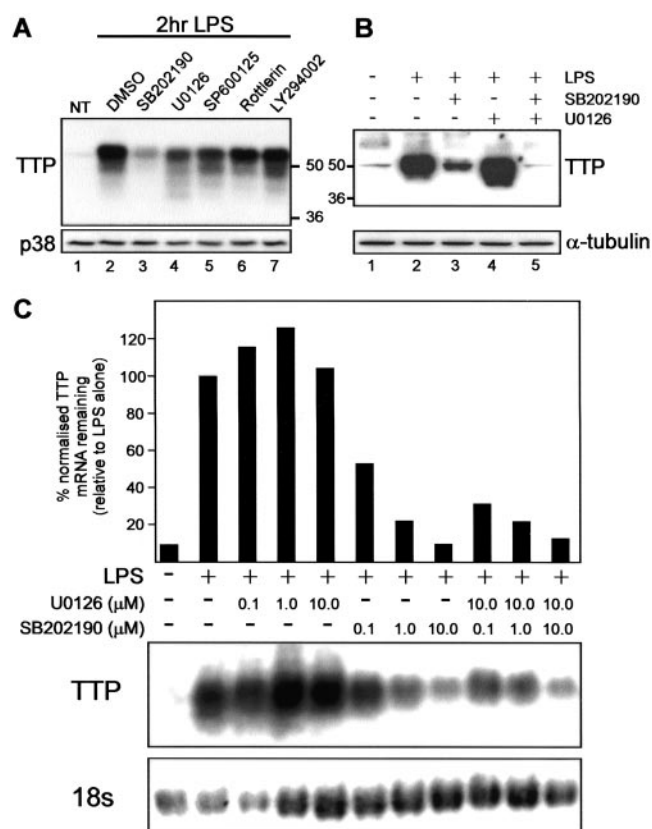 A
2hr LPS
NT DMSO SB202190 U0126 SP600125 Rottlerin LY294002
TTP
50
36
p38
1 2 3 4 5 6 7
B
- + + + + LPS
- - + - + SB202190
- - - + + U0126
50
36
TTP
α-tubulin
1 2 3 4 5
C
% normalised TTP
mRNA remaining
(relative to LPS alone)
120
100
80
60
40
20
LPS - + + + + + + + + + +
U0126 (μM) - - 0.1 1.0 10.0 - - - 10.0 10.0 10.0
SB202190 (μM) - - - - - 0.1 1.0 10.0 0.1 1.0 10.0
TTP
18s